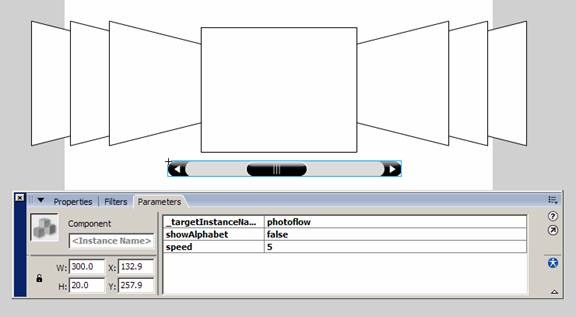 Properties Filters Parameters
Component
<Instance Name>
W: 300.0 X: 132.9
H: 20.0 Y: 257.9
_targetInstanceNa... photoflow
showAlphabet false
speed 5